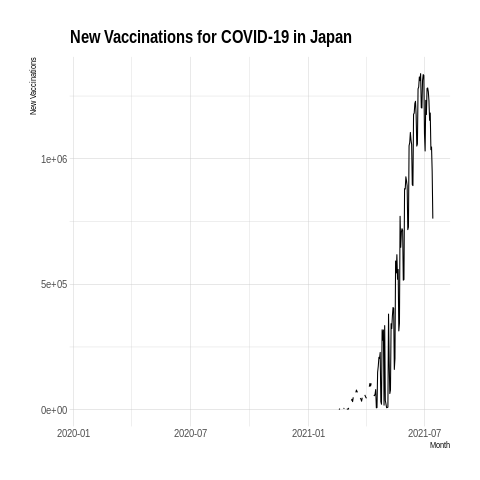 New Vaccinations for COVID-19 in Japan
New Vaccinations
1e+06
5e+05
0e+00
2020-01
2020-07
2021-01
2021-07
Month